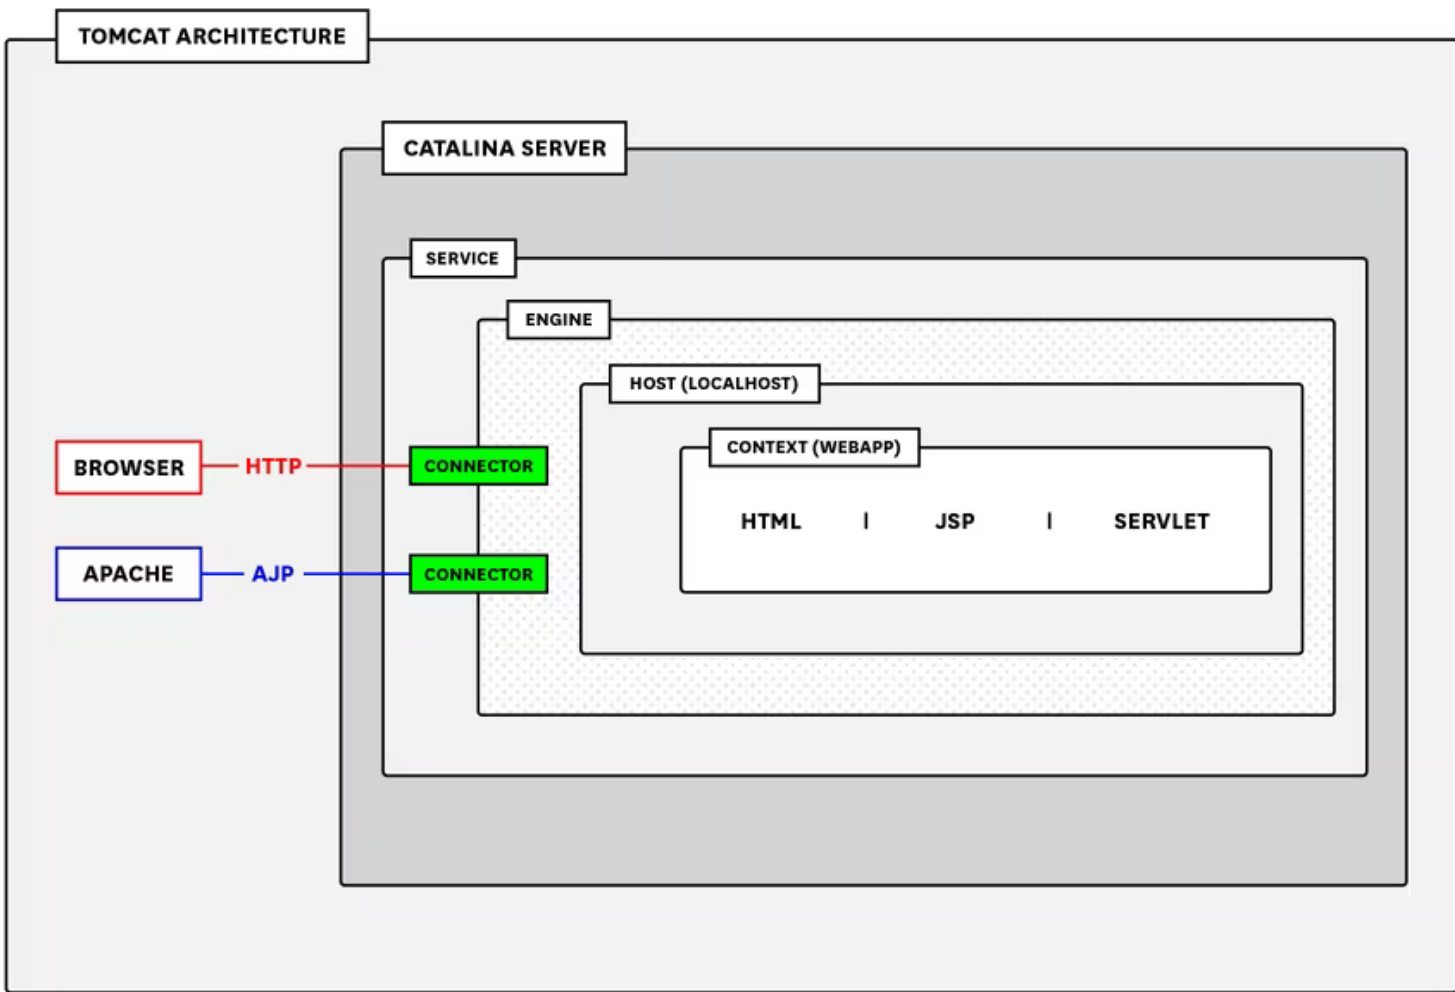 TOMCAT ARCHITECTURE
CATALINA SERVER
SERVICE
ENGINE
HOST (LOCALHOST)
CONTEXT (WEBAPP)
BROWSER HTTP CONNECTOR
HTML | JSP | SERVLET
APACHE AJP CONNECTOR